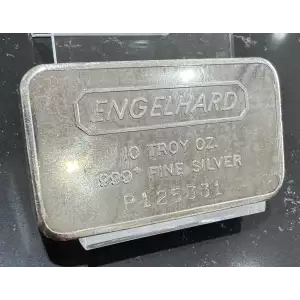 ENGELHARD
10 TROY OZ.
999+ FINE SILVER
P125331